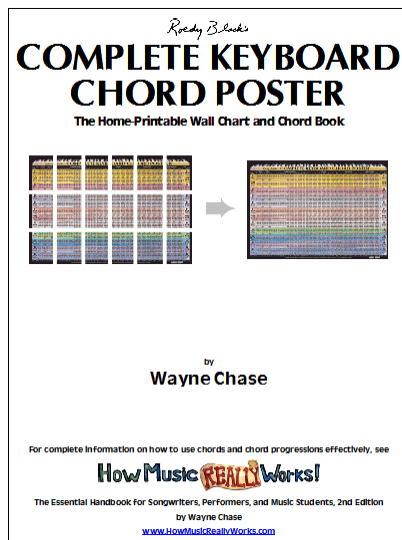 Roedy Black's
COMPLETE KEYBOARD
CHORD POSTER
The Home-Printable Wall Chart and Chord Book
by
Wayne Chase
For complete information on how to use chords and chord progressions effectively, see
How Music REALLY Works!
The Essential Handbook for Songwriters, Performers, and Music Students, 2nd Edition
by Wayne Chase
www.HowMusicReallyWorks.com